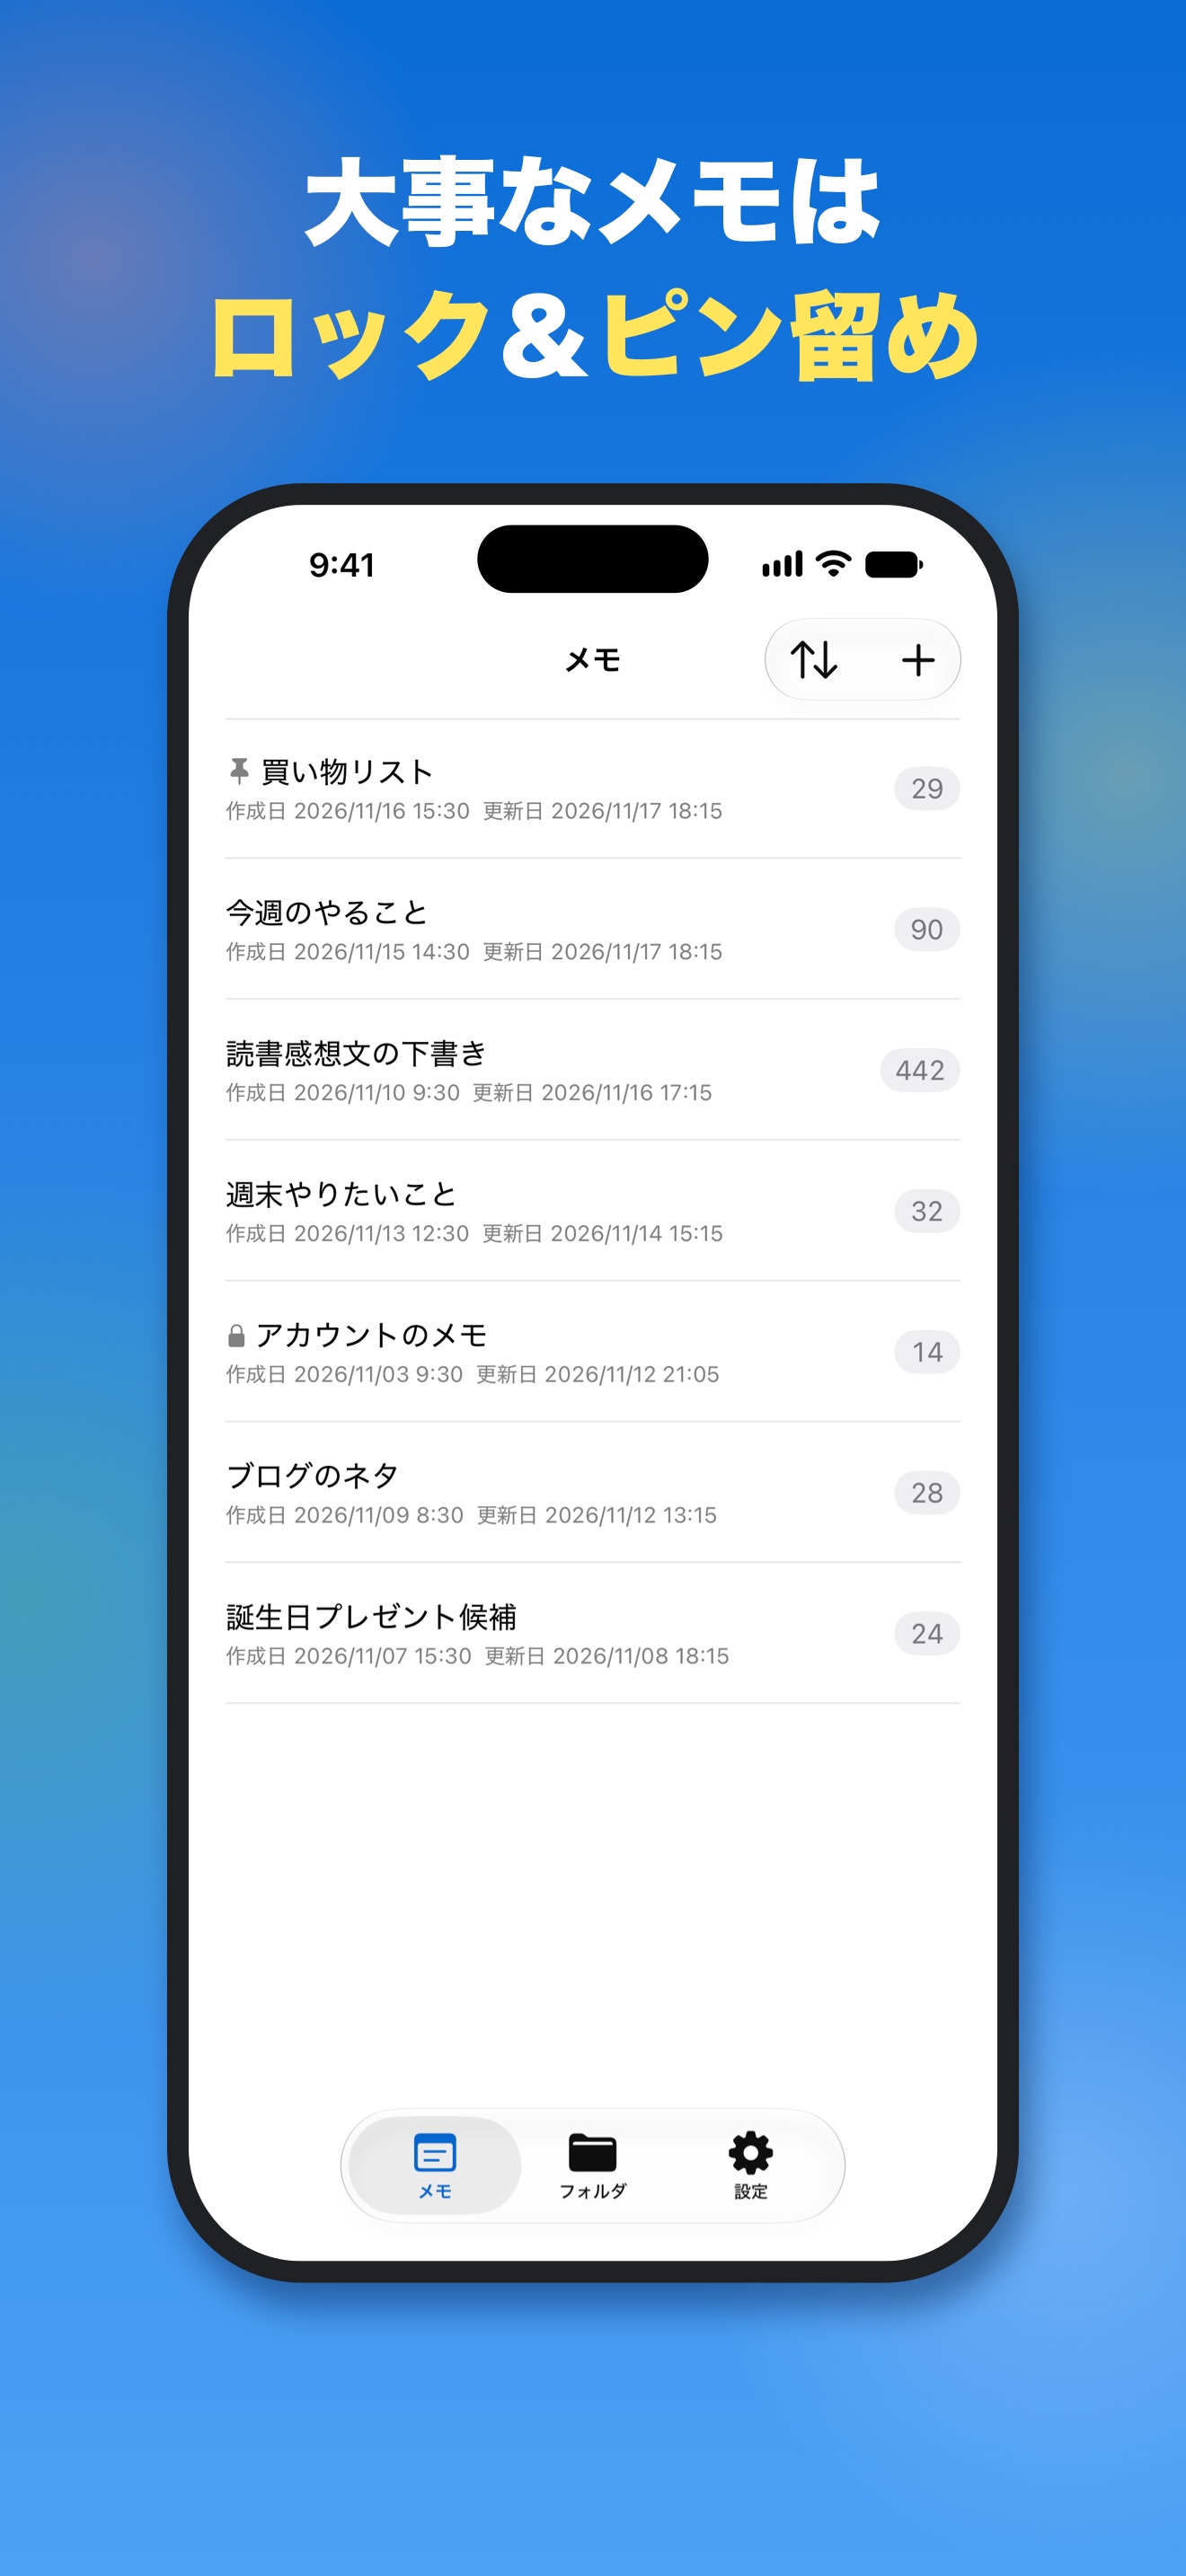 大事なメモは
ロック&ピン留め
9:41
メモ
買い物リスト
29
作成日 2026/11/16 15:30 更新日 2026/11/17 18:15
今週のやること
90
作成日 2026/11/15 14:30 更新日 2026/11/17 18:15
読書感想文の下書き
442
作成日 2026/11/10 9:30 更新日 2026/11/16 17:15
週末やりたいこと
32
作成日 2026/11/13 12:30 更新日 2026/11/14 15:15
アカウントのメモ
14
作成日 2026/11/03 9:30 更新日 2026/11/12 21:05
ブログのネタ
28
作成日 2026/11/09 8:30 更新日 2026/11/12 13:15
誕生日プレゼント候補
24
作成日 2026/11/07 15:30 更新日 2026/11/08 18:15
メモ フォルダ 設定